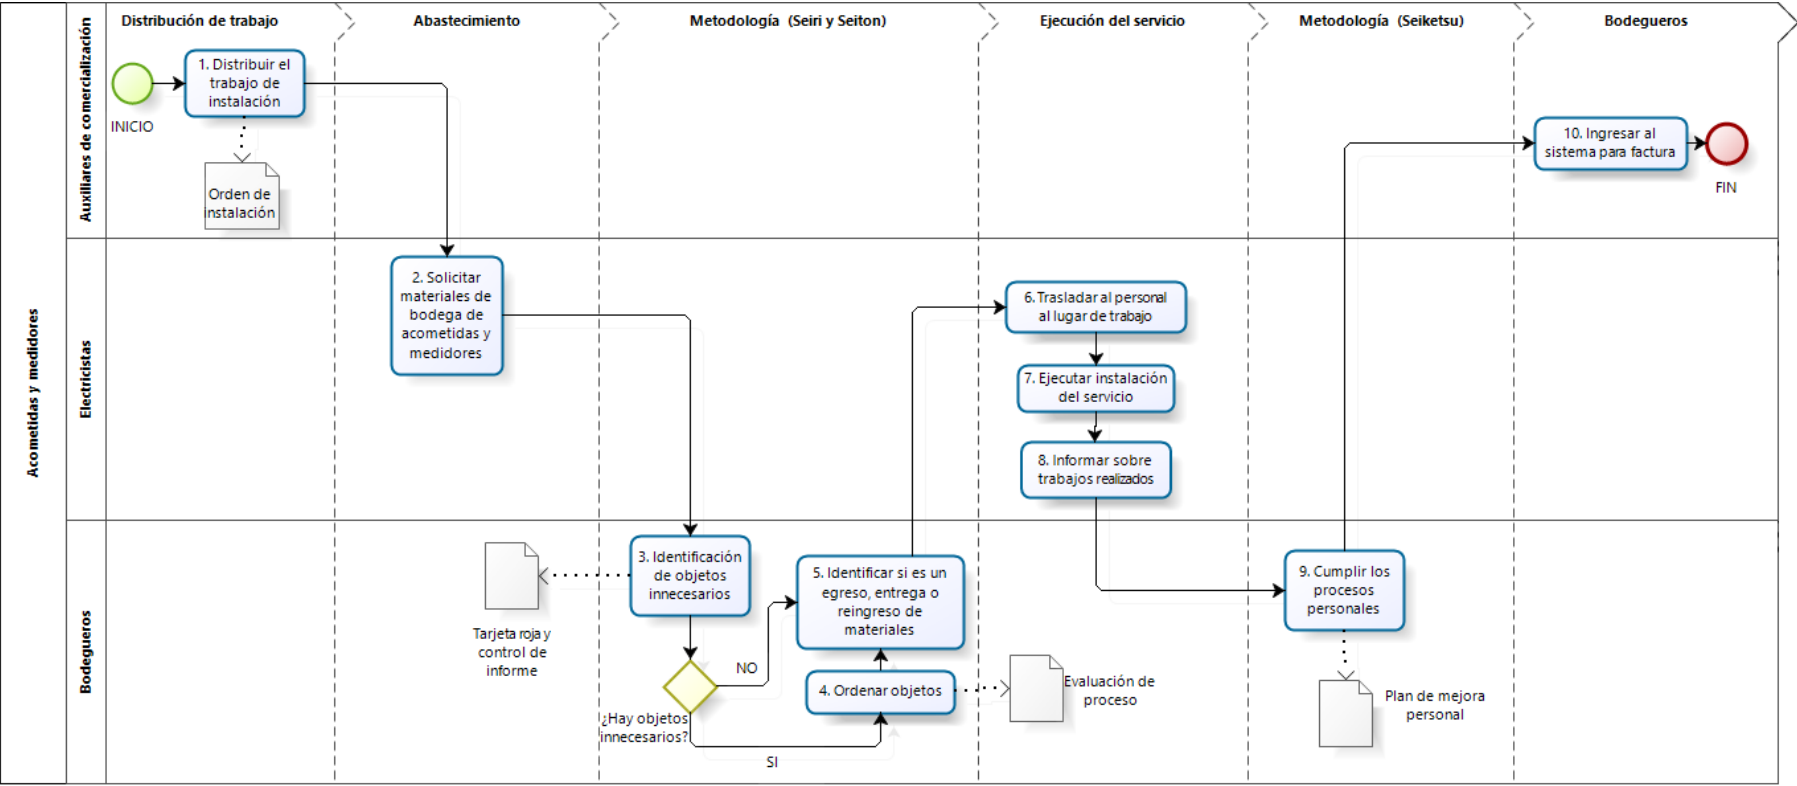 Distribución de trabajo
Abastecimiento
Metodología (Seiri y Seiton)
Ejecución del servicio
Metodología (Seiketsu)
Bodegueros
Acometidas y medidores
Auxiliares de comercialización
INICIO
1. Distribuir el
trabajo de
instalación
Orden de
instalación
10. Ingresar al
sistema para factura
FIN
Electricistas
2. Solicitar
materiales de
bodega de
acometidas y
medidores
6. Trasladar al personal
al lugar de trabajo
7. Ejecutar instalación
del servicio
8. Informar sobre
trabajos realizados
Bodegueros
Tarjeta roja y
control de
informe
3. Identificación
de objetos
innecesarios
¿Hay objetos
innecesarios?
NO
SI
5. Identificar si es un
egreso, entrega o
reingreso de
materiales
4. Ordenar objetos
Evaluación de
proceso
9. Cumplir los
procesos
personales
Plan de mejora
personal